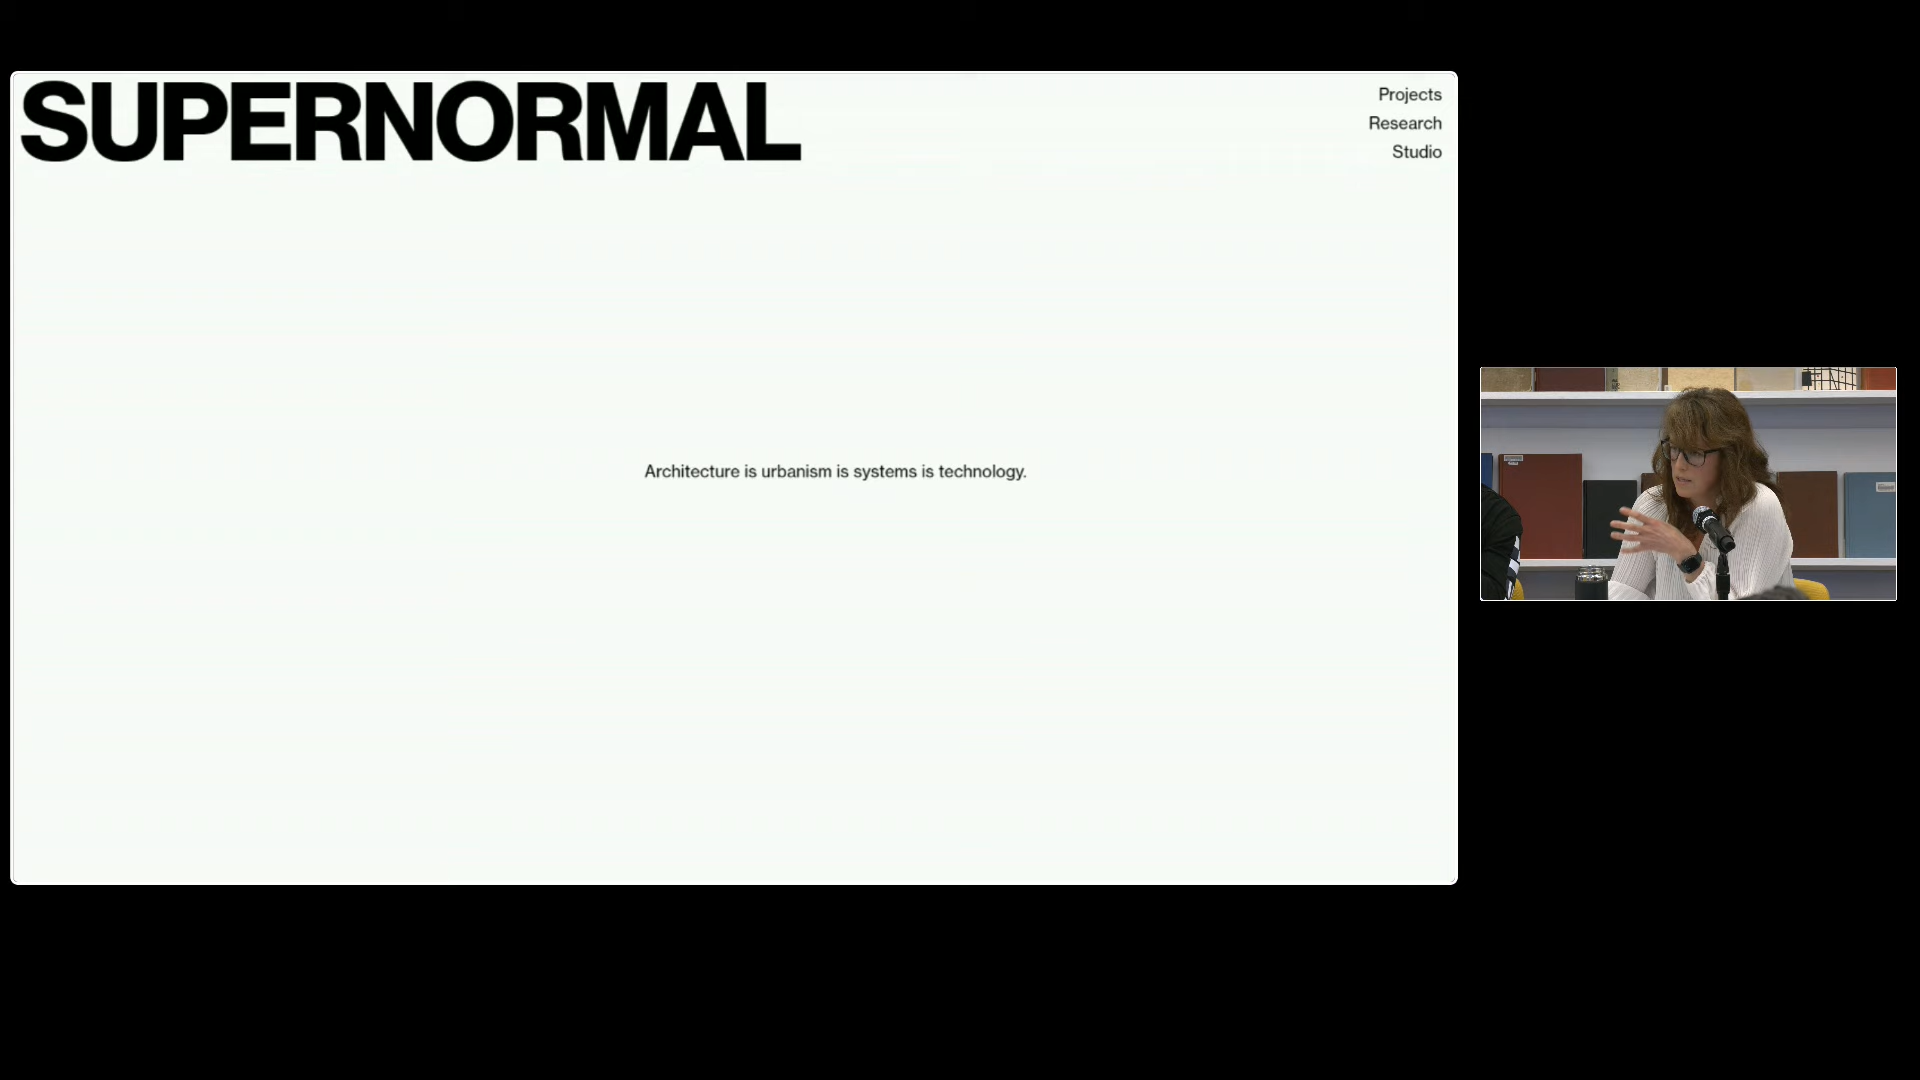 SUPERNORMAL
Projects
Research
Studio
Architecture is urbanism is systems is technology.